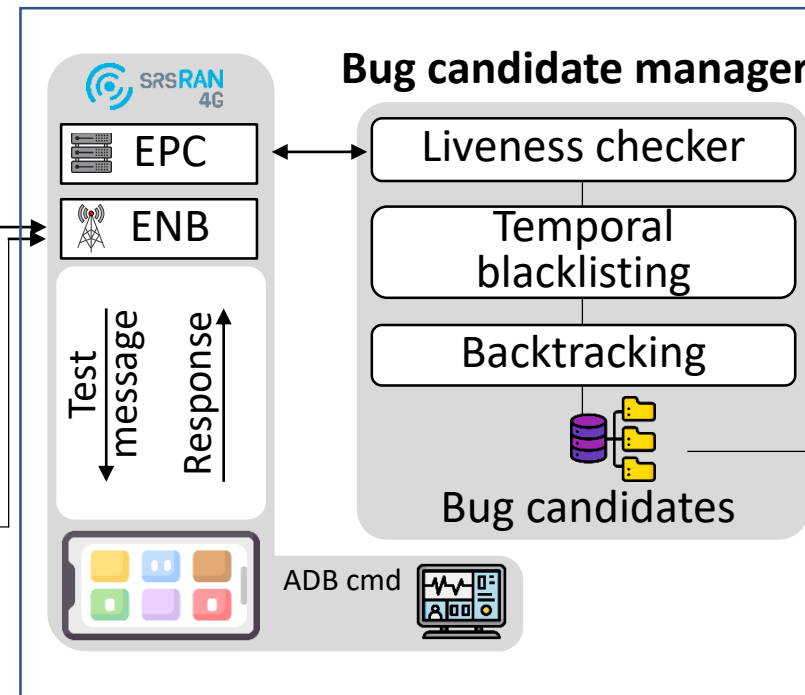 SRSRAN
4G
EPC
ENB
Test
message
Response
ADB cmd
Bug candidate manager
Liveness checker
Temporal
blacklisting
Backtracking
Bug candidates